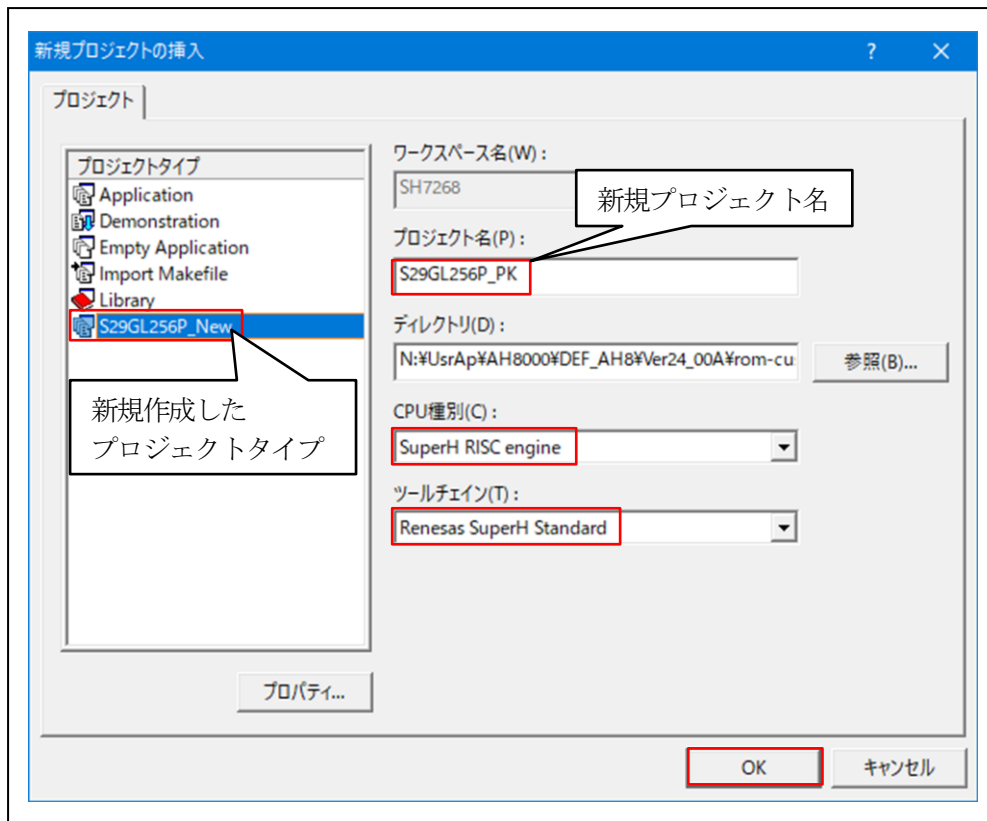 新規プロジェクトの挿入
プロジェクト
プロジェクトタイプ
Application
Demonstration
Empty Application
Import Makefile
Library
S29GL256P_New
新規作成した
プロジェクトタイプ
プロパティ...
ワークスペース名(W):
SH7268
新規プロジェクト名
プロジェクト名(P):
S29GL256P_PK
ディレクトリ(D):
N:¥UsrAp¥AH8000¥DEF_AH8¥Ver24_00A¥rom-cu
参照(B)...
CPU種別(C):
SuperH RISC engine
ツールチェイン(T):
Renesas SuperH Standard
OK
キャンセル